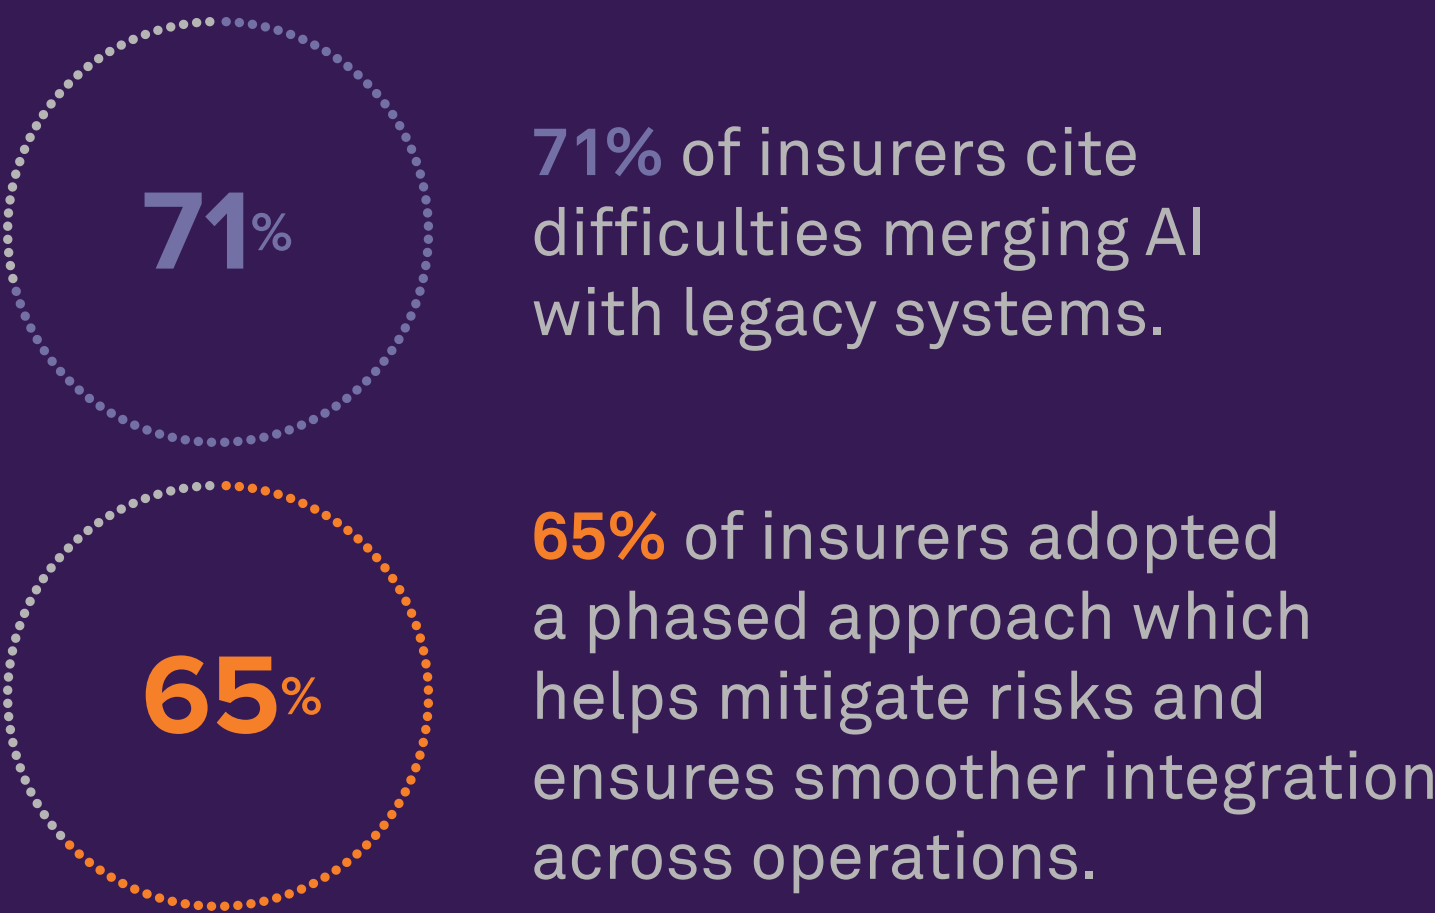 71%
71% of insurers cite
difficulties merging AI
with legacy systems.
65%
65% of insurers adopted
a phased approach which
helps mitigate risks and
ensures smoother integration
across operations.